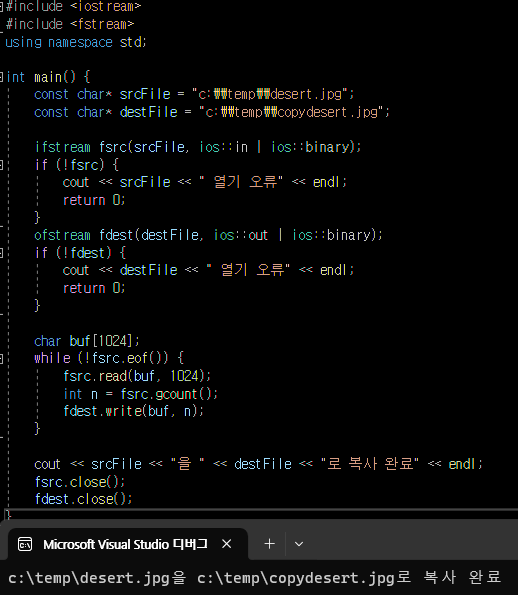 #include <iostream>
#include <fstream>
using namespace std;

int main() {
    const char* srcFile = "c:₩₩temp₩₩desert.jpg";
    const char* destFile = "c:₩₩temp₩₩copydesert.jpg";

    ifstream fsrc(srcFile, ios::in | ios::binary);
    if (!fsrc) {
        cout << srcFile << " 열기 오류" << endl;
        return 0;
    }
    ofstream fdest(destFile, ios::out | ios::binary);
    if (!fdest) {
        cout << destFile << " 열기 오류" << endl;
        return 0;
    }

    char buf[1024];
    while (!fsrc.eof()) {
        fsrc.read(buf, 1024);
        int n = fsrc.gcount();
        fdest.write(buf, n);
    }

    cout << srcFile << "을 " << destFile << "로 복사 완료" << endl;
    fsrc.close();
    fdest.close();
}
Microsoft Visual Studio 디버그
c:\temp\desert.jpg을 c:\temp\copydesert.jpg로 복사 완료